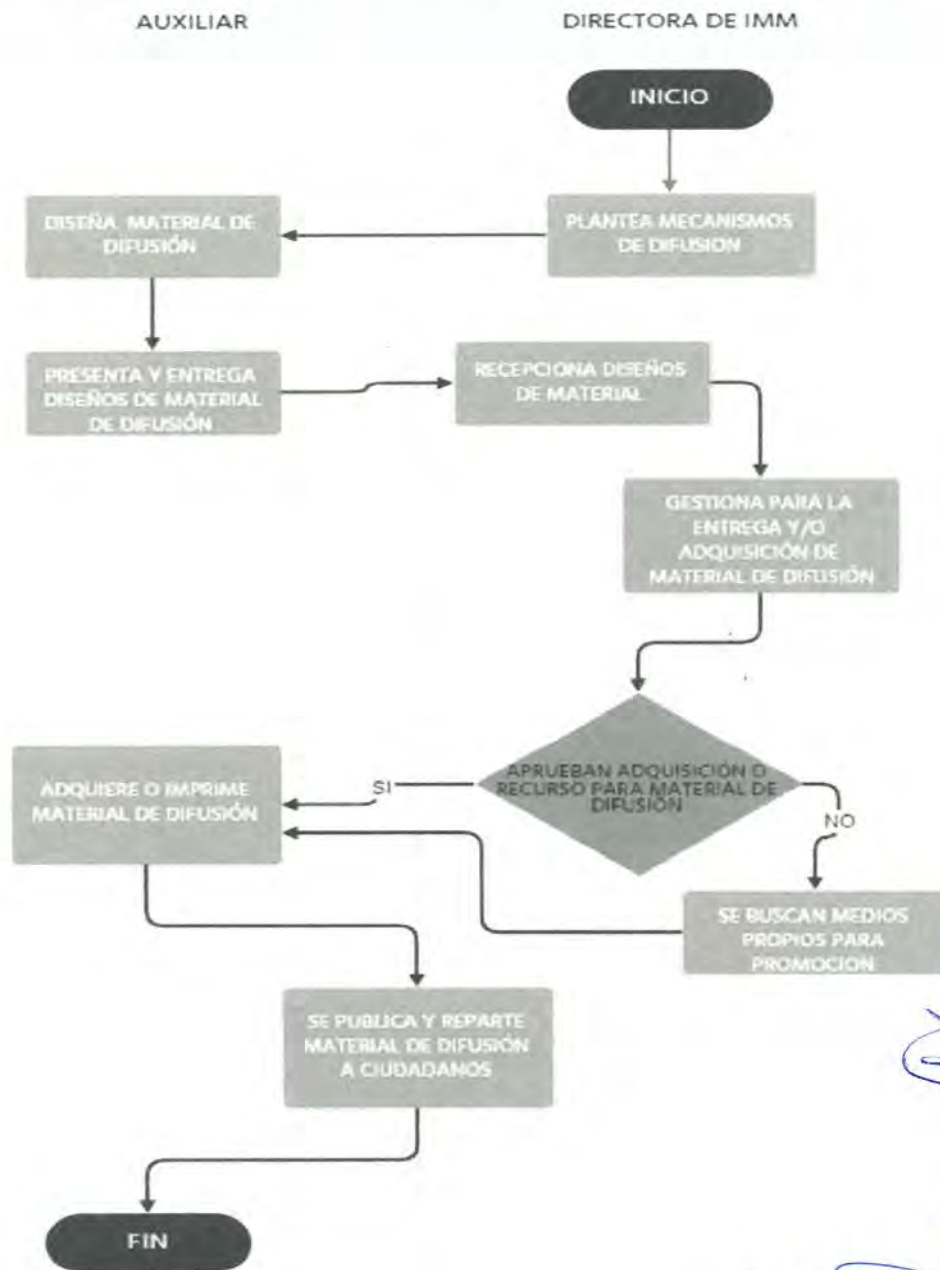 AUXILIAR
DIRECTORA DE IMM
INICIO
PLANTEA MECANISMOS
DE DIFUSION
DISEÑA MATERIAL DE
DIFUSIÓN
PRESENTA Y ENTREGA
DISEÑOS DE MATERIAL
DE DIFUSIÓN
RECEPCIONA DISEÑOS
DE MATERIAL
GESTIONA PARA LA
ENTREGA Y/O
ADQUISICIÓN DE
MATERIAL DE DIFUSIÓN
APRUEBAN ADQUISICIÓN O
RECURSO PARA MATERIAL DE
DIFUSIÓN
SI
NO
ADQUIERE O IMPRIME
MATERIAL DE DIFUSIÓN
SE BUSCAN MEDIOS
PROPIOS PARA
PROMOCION
SE PUBLICA Y REPARTE
MATERIAL DE DIFUSIÓN
A CIUDADANOS
FIN